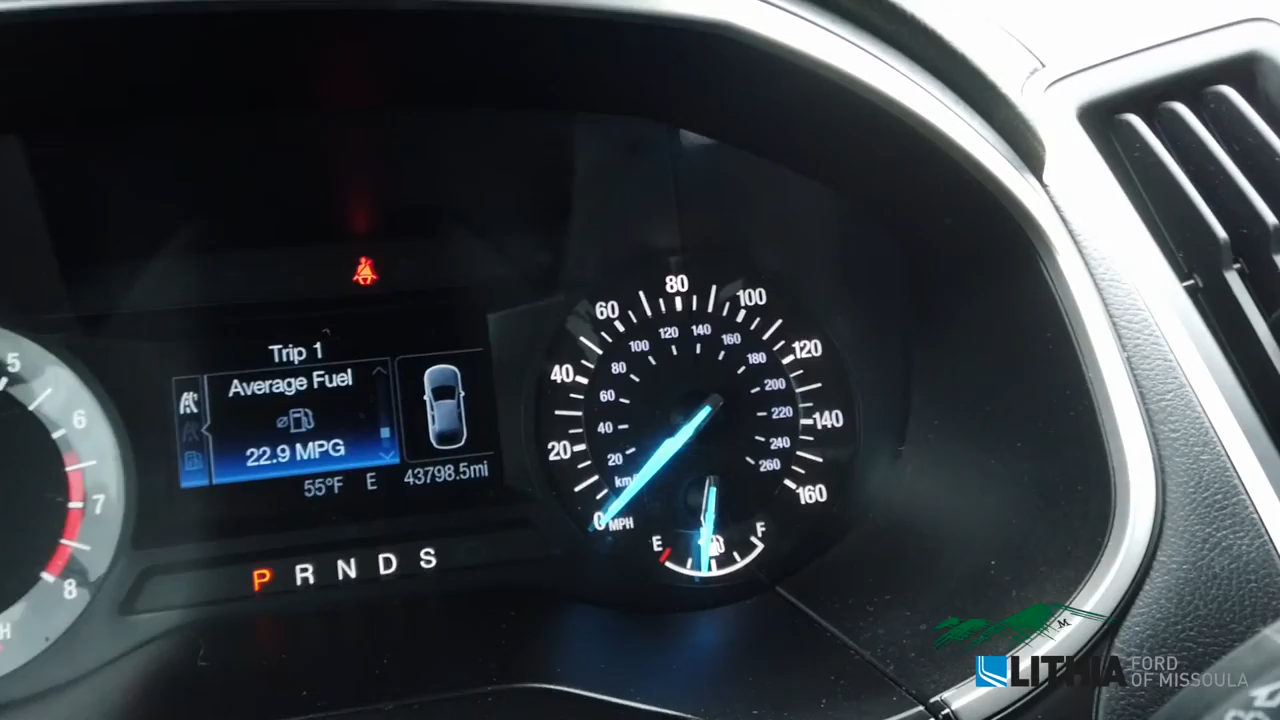 Trip 1
Average Fuel
22.9 MPG
55°F E 43798.5mi
P R N D S
5
6
7
8
0 20 40 60 80 100 120 140 160
MPH
20 40 60 80 100 120 140 160 180 200 220 240 260
km/
E F
LITHIA
FORD
OF MISSOULA